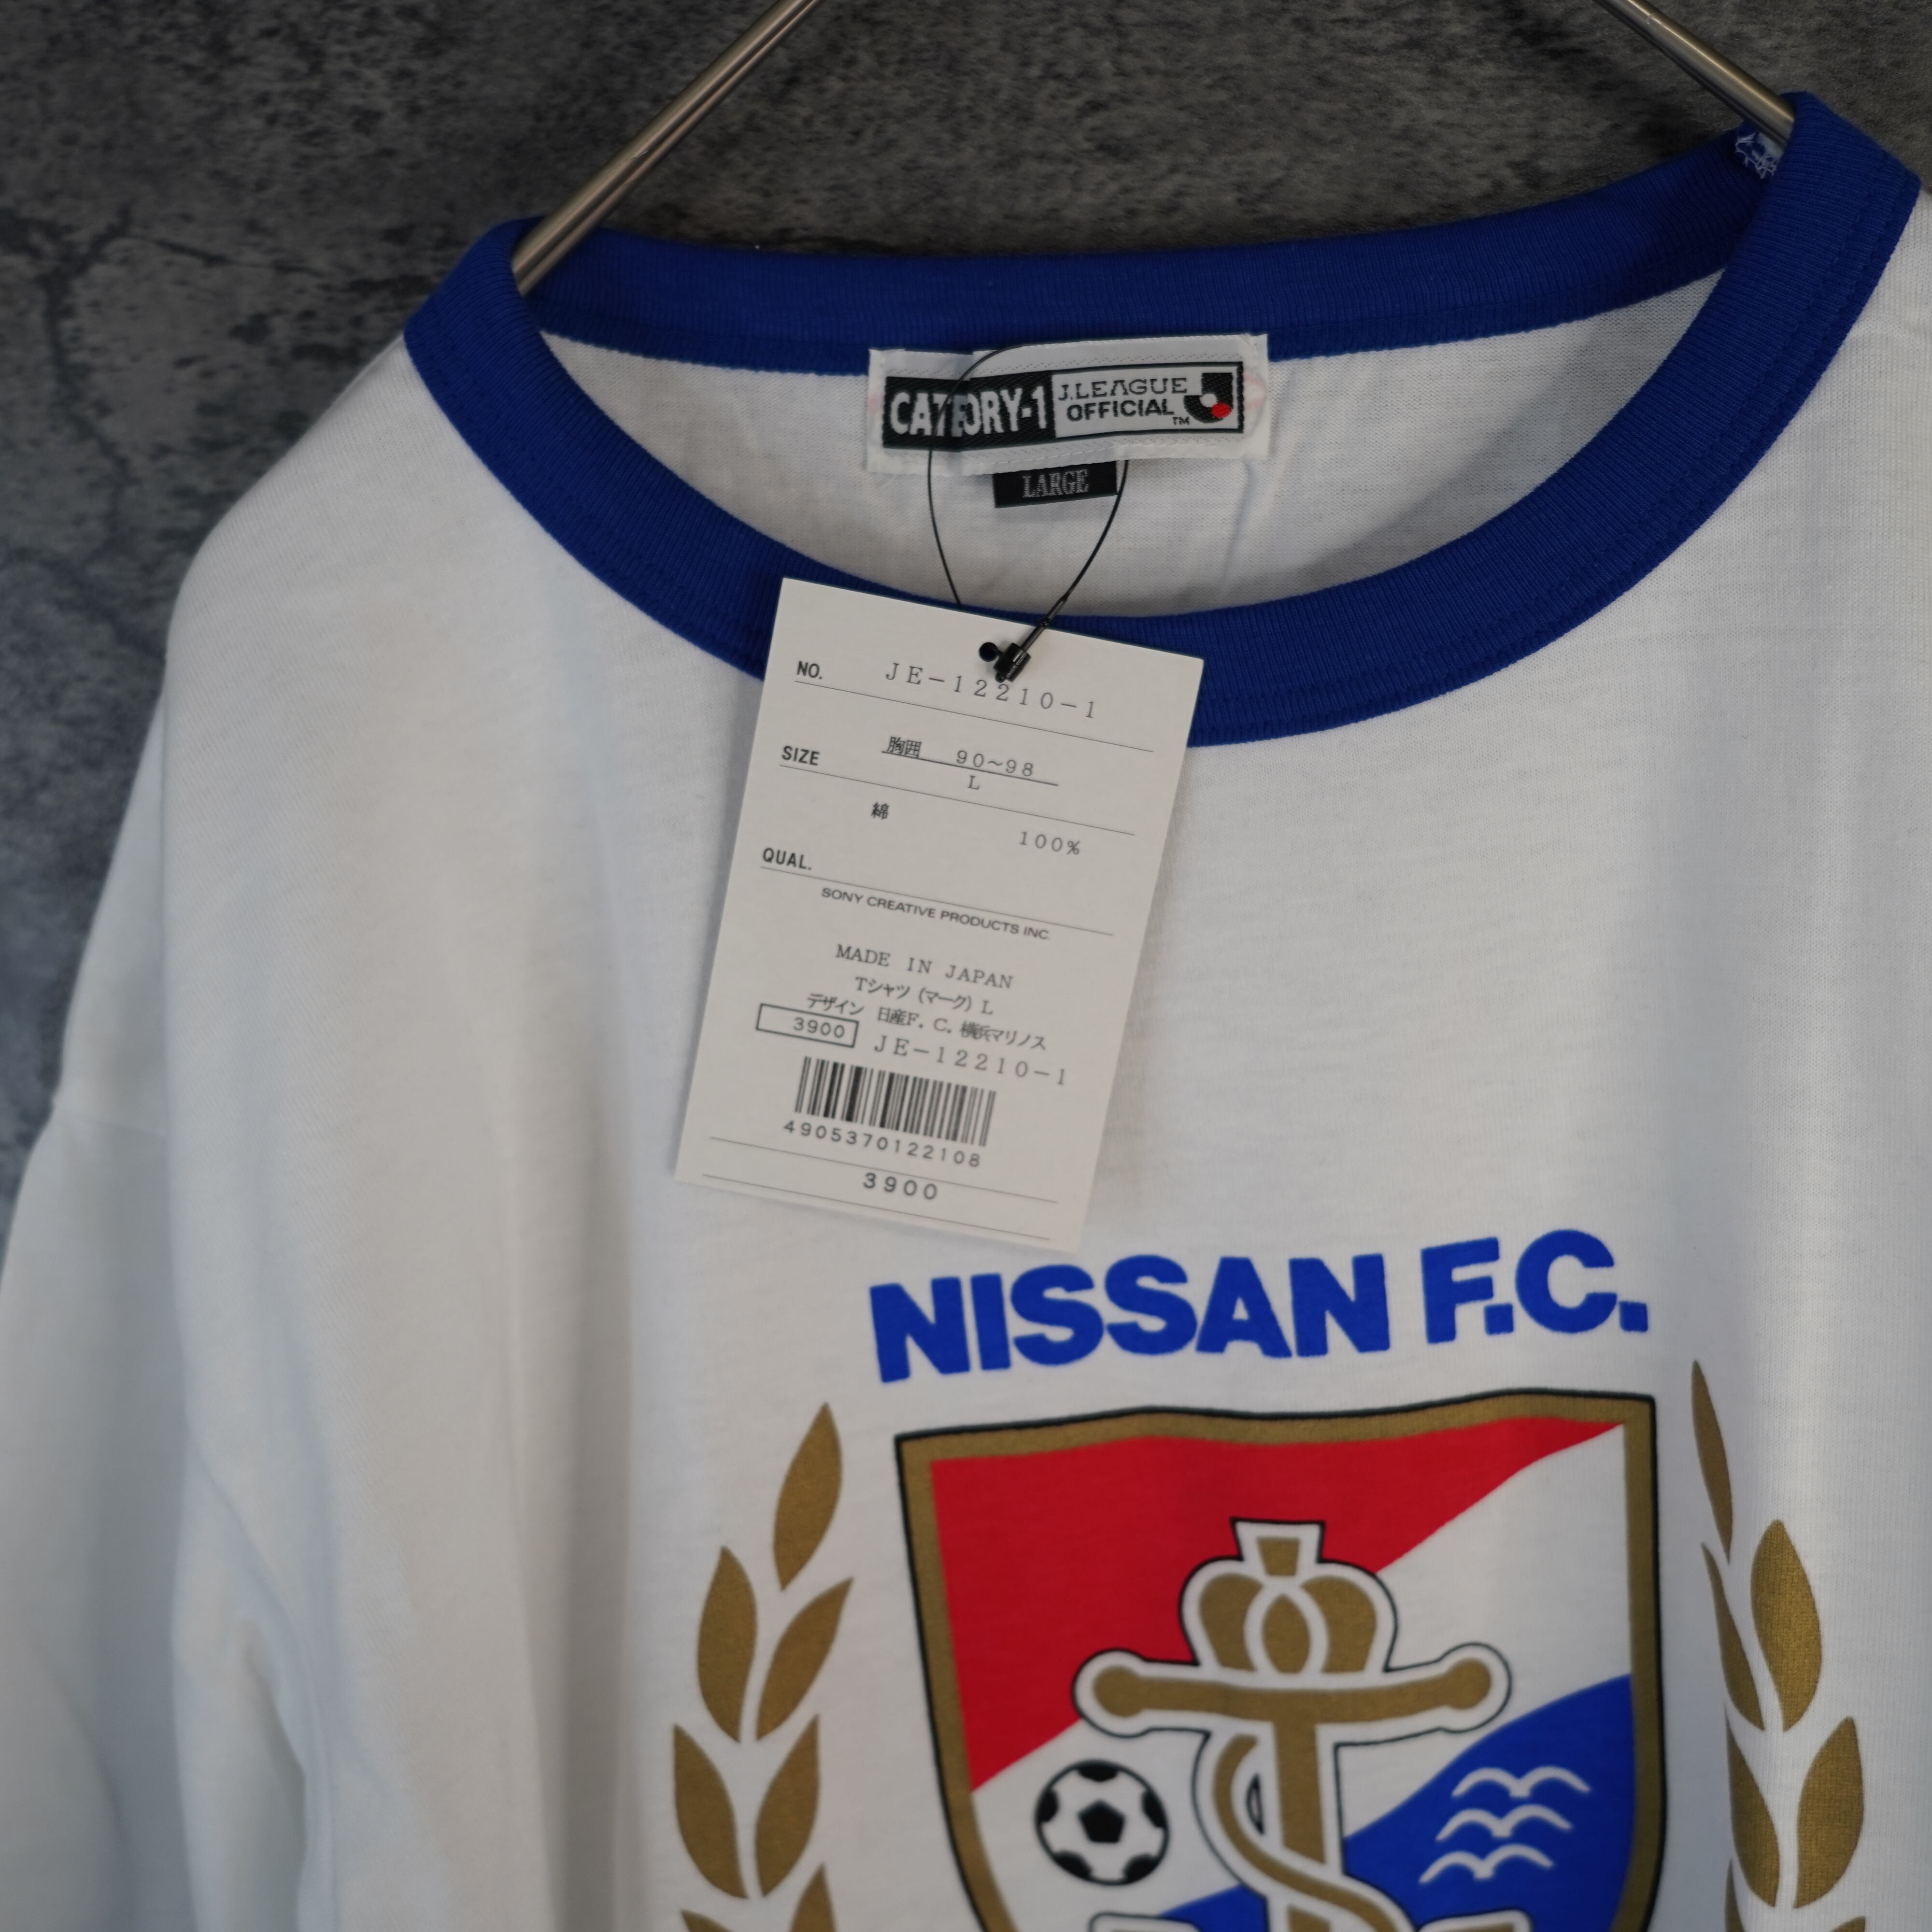 CATEGORY-1 J.LEAGUE
OFFICIAL TM
LARGE
NO. JE-12210-1
SIZE 胸囲 90~98
L
綿 100%
QUAL.
SONY CREATIVE PRODUCTS INC.
MADE IN JAPAN
Tシャツ (マーク) L
デザイン 日産F. C. 横浜マリノス
3900 JE-12210-1
4905370122108
3900
NISSAN F.C.